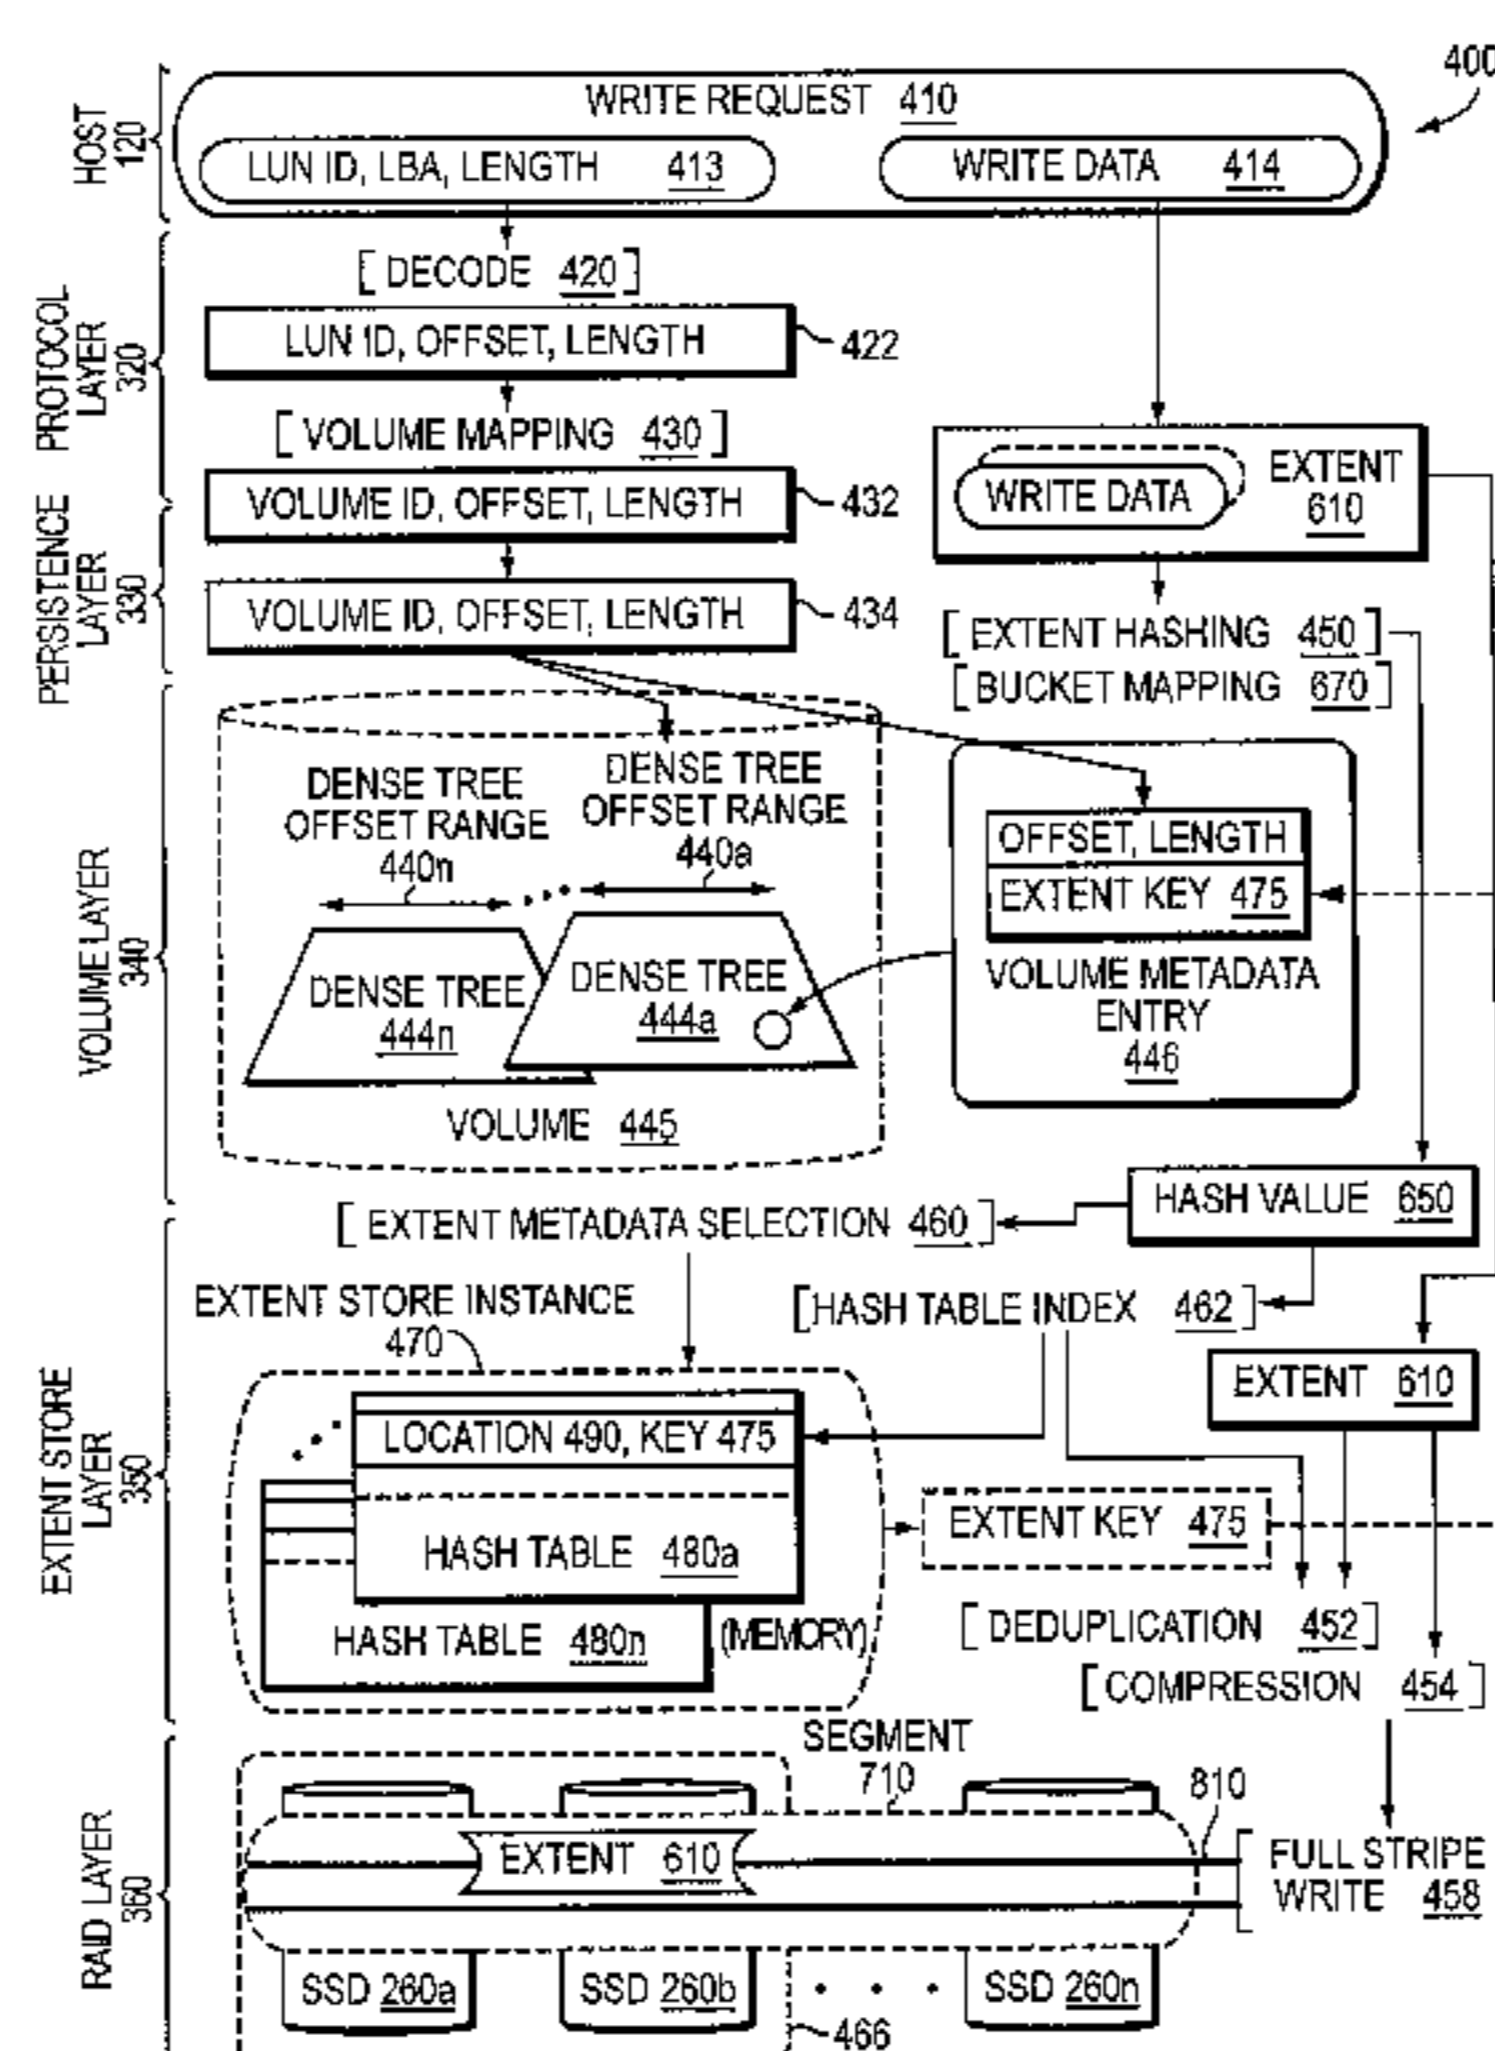 400
HOST
120
WRITE REQUEST 410
LUN ID, LBA, LENGTH 413
WRITE DATA 414
PROTOCOL
LAYER
320
[DECODE 420]
LUN ID, OFFSET, LENGTH
422
[VOLUME MAPPING 430]
VOLUME ID, OFFSET, LENGTH
432
WRITE DATA
EXTENT
610
PERSISTENCE
LAYER
330
VOLUME ID, OFFSET, LENGTH
434
[EXTENT HASHING 450]
[BUCKET MAPPING 670]
VOLUME LAYER
340
DENSE TREE
OFFSET RANGE
440n
DENSE TREE
OFFSET RANGE
440a
DENSE TREE
444n
DENSE TREE
444a
VOLUME 445
OFFSET, LENGTH
EXTENT KEY 475
VOLUME METADATA
ENTRY
446
HASH VALUE 650
EXTENT STORE
LAYER
350
[EXTENT METADATA SELECTION 460]
EXTENT STORE INSTANCE
470
[HASH TABLE INDEX 462]
EXTENT 610
LOCATION 490, KEY 475
HASH TABLE 480a
HASH TABLE 480n
(MEMORY)
EXTENT KEY 475
[DEDUPLICATION 452]
[COMPRESSION 454]
RAID LAYER
360
SEGMENT
710
810
EXTENT 610
FULL STRIPE
WRITE 458
SSD 260a
SSD 260b
SSD 260n
466